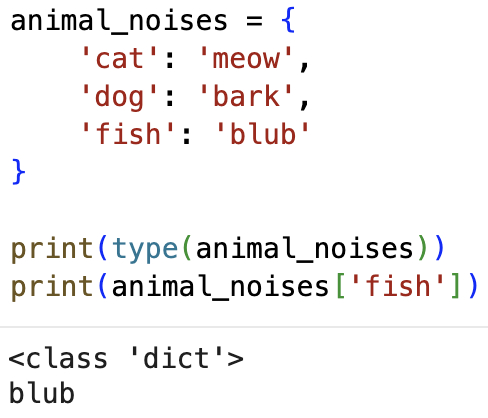 animal_noises = {
    'cat': 'meow',
    'dog': 'bark',
    'fish': 'blub'
}

print(type(animal_noises))
print(animal_noises['fish'])
<class 'dict'>
blub